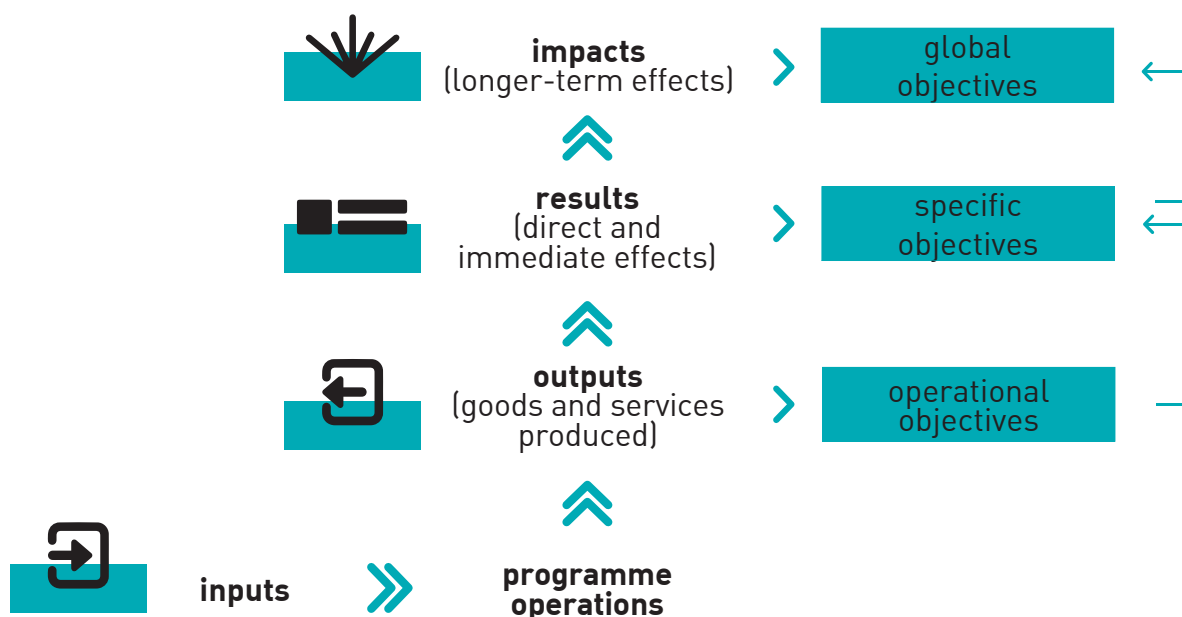 impacts
(longer-term effects)
global
objectives
results
(direct and
immediate effects)
specific
objectives
outputs
(goods and services
produced)
operational
objectives
inputs
programme
operations